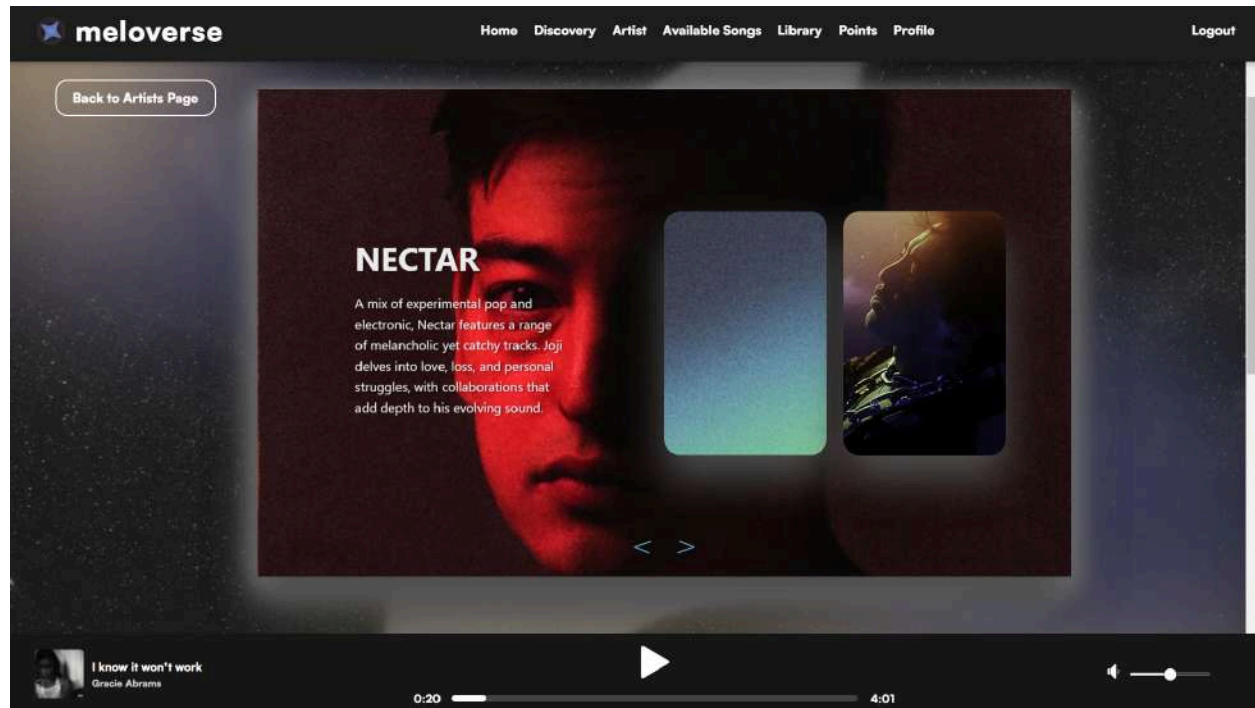 meloverse
Home Discovery Artist Available Songs Library Points Profile
Logout
Back to Artists Page
NECTAR
A mix of experimental pop and
electronic, Nectar features a range
of melancholic yet catchy tracks. Joji
delves into love, loss, and personal
struggles, with collaborations that
add depth to his evolving sound.
< >
I know it won't work
Gracie Abrams
0:20
4:01